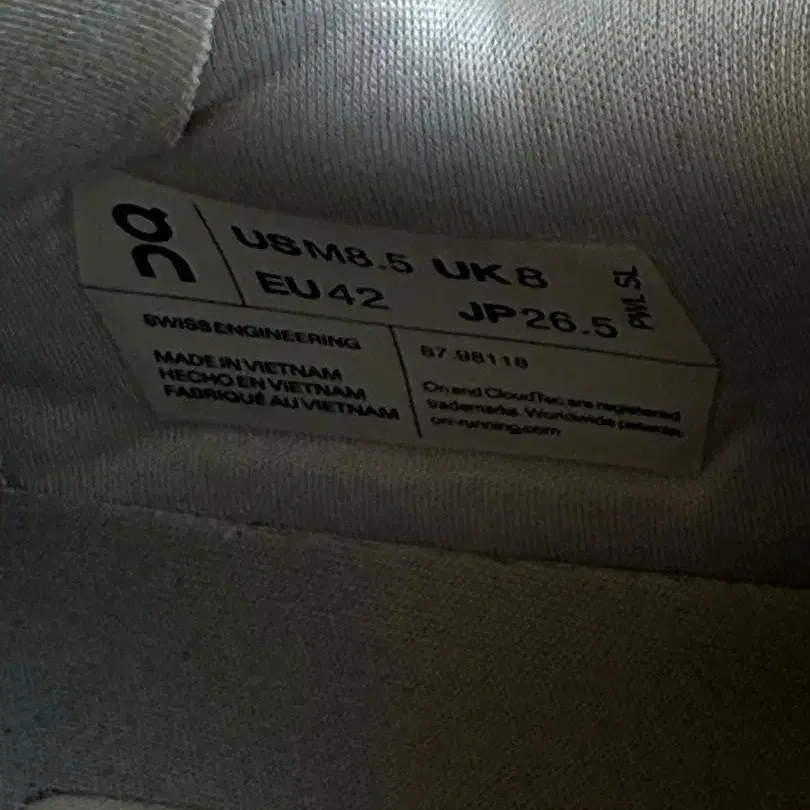 on
US M8.5 UK 8
EU 42 JP 26.5
PWL SL
SWISS ENGINEERING
MADE IN VIETNAM
HECHO EN VIETNAM
FABRIQUÉ AU VIETNAM
87.98118
On and CloudTec are registered
trademarks. Worldwide patents.
on-running.com